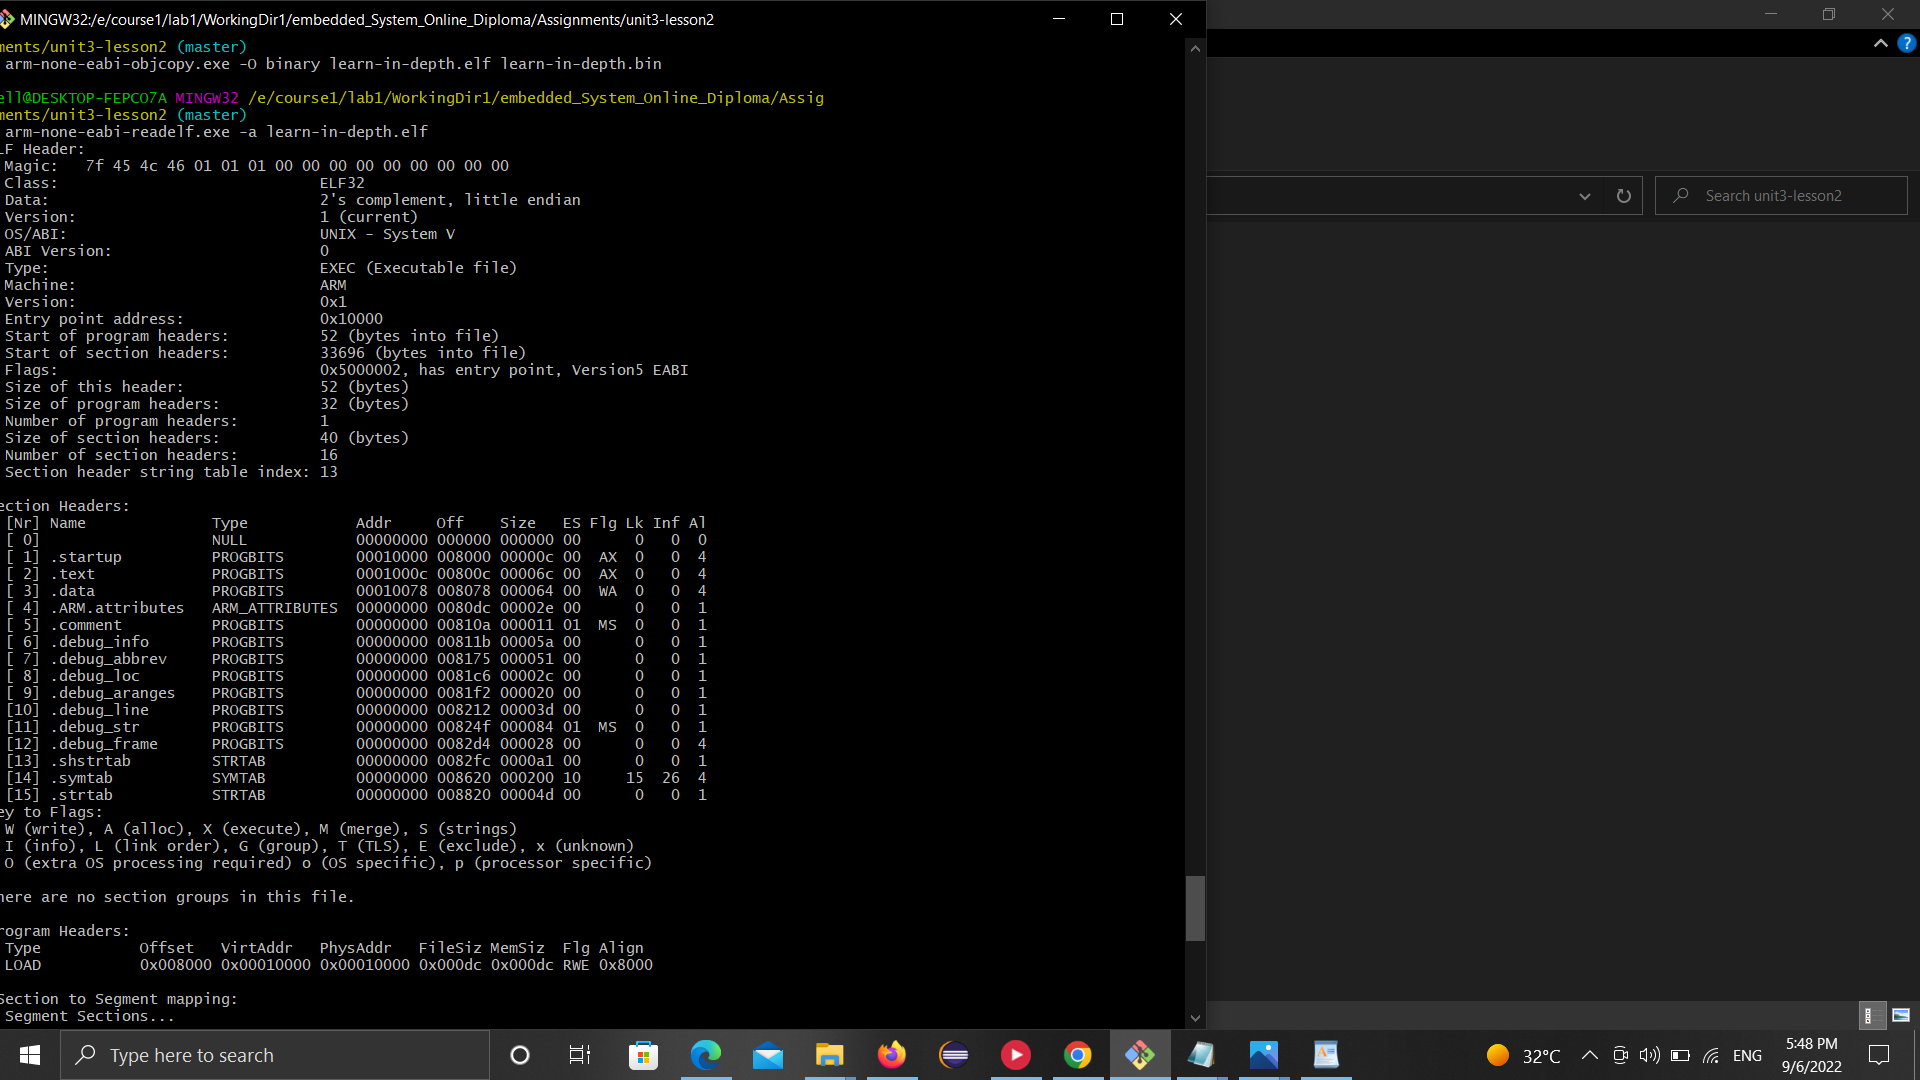 MINGW32:/e/course1/lab1/WorkingDir1/embedded_System_Online_Diploma/Assignments/unit3-lesson2
ments/unit3-lesson2 (master)
arm-none-eabi-objcopy.exe -O binary learn-in-depth.elf learn-in-depth.bin
ell@DESKTOP-FEPCO7A MINGW32 /e/course1/lab1/WorkingDir1/embedded_System_Online_Diploma/Assig
ments/unit3-lesson2 (master)
arm-none-eabi-readelf.exe -a learn-in-depth.elf
LF Header:
Magic: 7f 45 4c 46 01 01 01 00 00 00 00 00 00 00 00 00
Class: ELF32
Data: 2's complement, little endian
Version: 1 (current)
OS/ABI: UNIX - System V
ABI Version: 0
Type: EXEC (Executable file)
Machine: ARM
Version: 0x1
Entry point address: 0x10000
Start of program headers: 52 (bytes into file)
Start of section headers: 33696 (bytes into file)
Flags: 0x5000002, has entry point, Version5 EABI
Size of this header: 52 (bytes)
Size of program headers: 32 (bytes)
Number of program headers: 1
Size of section headers: 40 (bytes)
Number of section headers: 16
Section header string table index: 13
ection Headers:
[Nr] Name Type Addr Off Size ES Flg Lk Inf Al
[ 0] NULL 00000000 000000 000000 00 0 0 0
[ 1] .startup PROGBITS 00010000 008000 00000c 00 AX 0 0 4
[ 2] .text PROGBITS 0001000c 00800c 00006c 00 AX 0 0 4
[ 3] .data PROGBITS 00010078 008078 000064 00 WA 0 0 4
[ 4] .ARM.attributes ARM_ATTRIBUTES 00000000 0080dc 00002e 00 0 0 1
[ 5] .comment PROGBITS 00000000 00810a 000011 01 MS 0 0 1
[ 6] .debug_info PROGBITS 00000000 00811b 00005a 00 0 0 1
[ 7] .debug_abbrev PROGBITS 00000000 008175 000051 00 0 0 1
[ 8] .debug_loc PROGBITS 00000000 0081c6 00002c 00 0 0 1
[ 9] .debug_aranges PROGBITS 00000000 0081f2 000020 00 0 0 1
[10] .debug_line PROGBITS 00000000 008212 00003d 00 0 0 1
[11] .debug_str PROGBITS 00000000 00824f 000084 01 MS 0 0 1
[12] .debug_frame PROGBITS 00000000 0082d4 000028 00 0 0 4
[13] .shstrtab STRTAB 00000000 0082fc 0000a1 00 0 0 1
[14] .symtab SYMTAB 00000000 008620 000200 10 15 26 4
[15] .strtab STRTAB 00000000 008820 00004d 00 0 0 1
ey to Flags:
W (write), A (alloc), X (execute), M (merge), S (strings)
I (info), L (link order), G (group), T (TLS), E (exclude), x (unknown)
O (extra OS processing required) o (OS specific), p (processor specific)
here are no section groups in this file.
rogram Headers:
Type Offset VirtAddr PhysAddr FileSiz MemSiz Flg Align
LOAD 0x008000 0x00010000 0x00010000 0x000dc 0x000dc RWE 0x8000
Section to Segment mapping:
Segment Sections...
Search unit3-lesson2
Type here to search
32°C
ENG
5:48 PM
9/6/2022